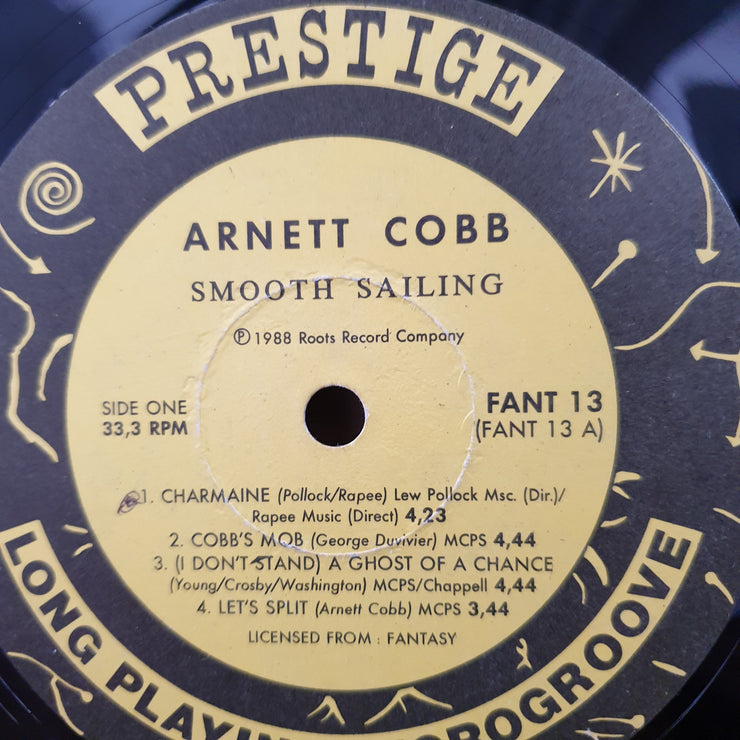 PRESTIGE
ARNETT COBB
SMOOTH SAILING
Ⓟ 1988 Roots Record Company
SIDE ONE
33,3 RPM
FANT 13
(FANT 13 A)
1. CHARMAINE (Pollock/Rapee) Lew Pollock Msc. (Dir.)/
Rapee Music (Direct) 4,23
2. COBB'S MOB (George Duvivier) MCPS 4,44
3. (I DON'T STAND) A GHOST OF A CHANCE
(Young/Crosby/Washington) MCPS/Chappell 4,44
4. LET'S SPLIT (Arnett Cobb) MCPS 3,44
LICENSED FROM : FANTASY
LONG